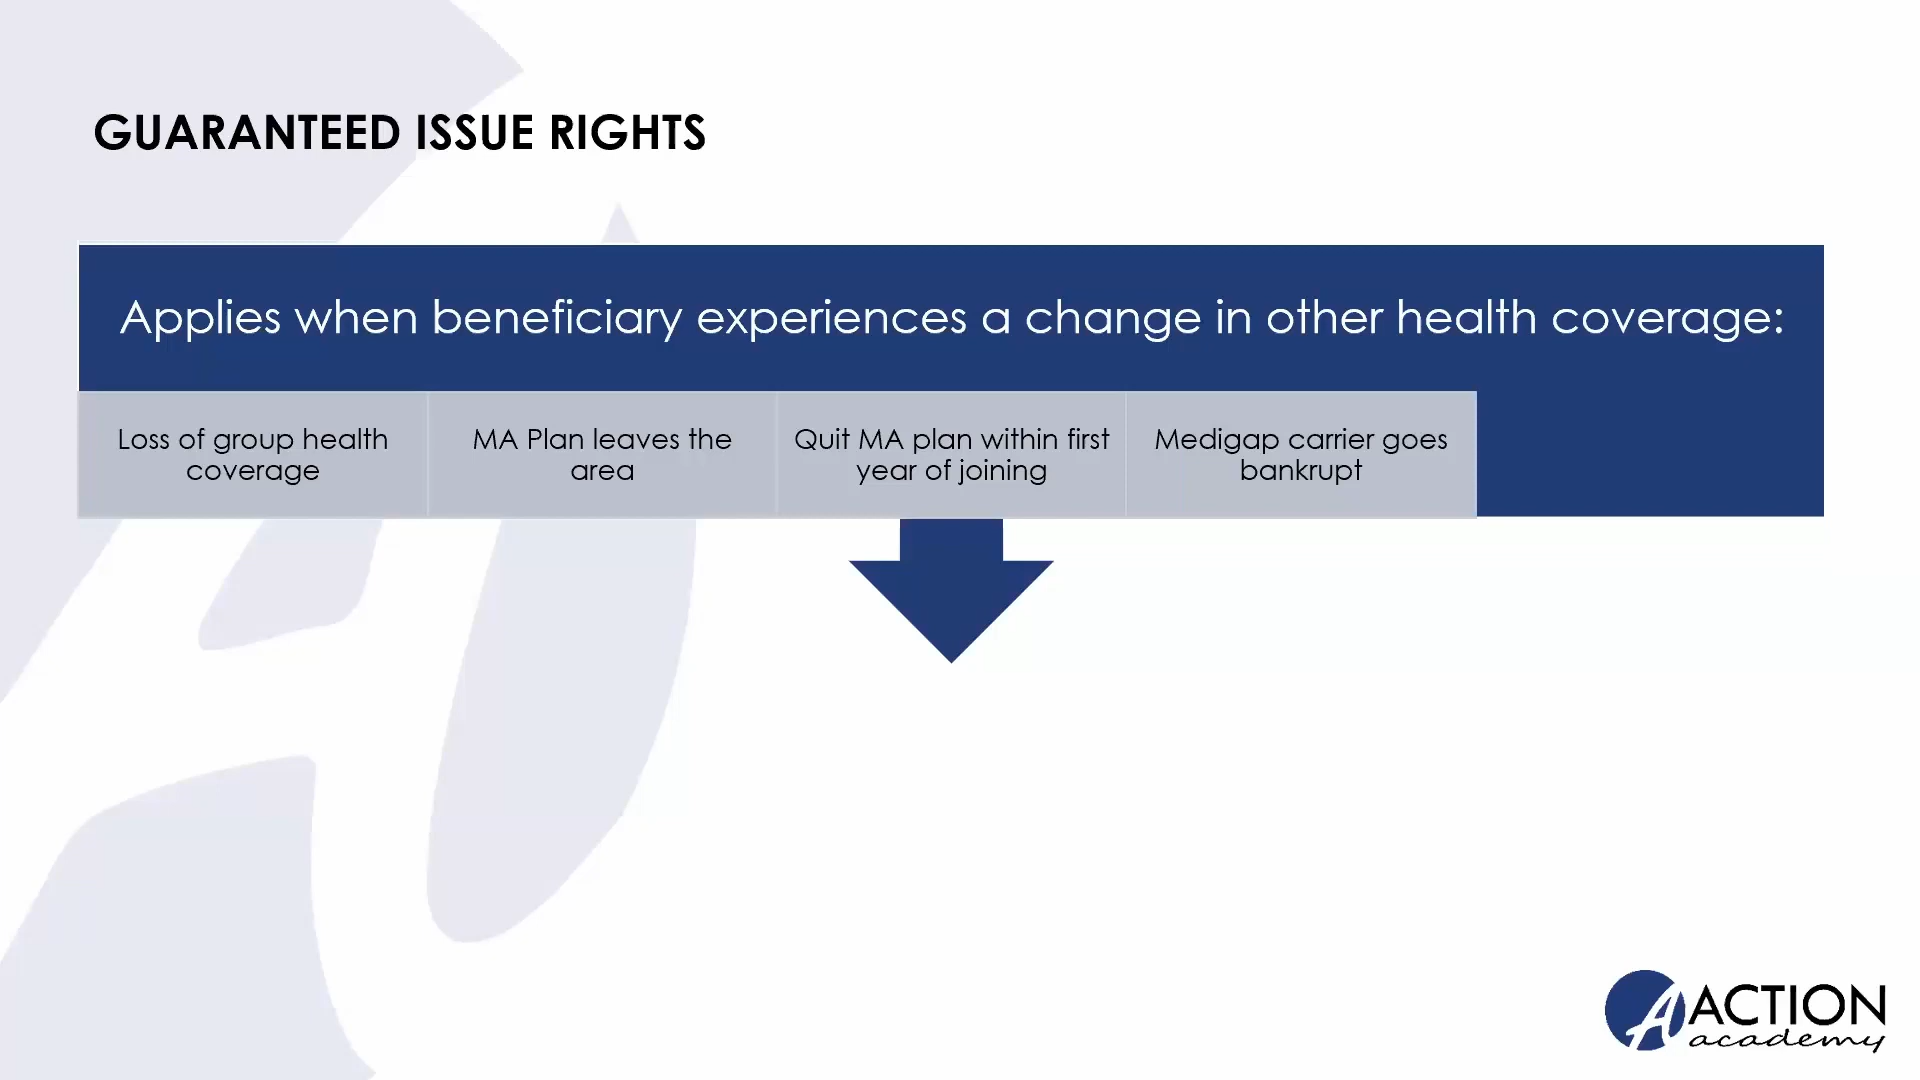 GUARANTEED ISSUE RIGHTS
Applies when beneficiary experiences a change in other health coverage:
Loss of group health
coverage
MA Plan leaves the
area
Quit MA plan within first
year of joining
Medigap carrier goes
bankrupt
ACTION
academy